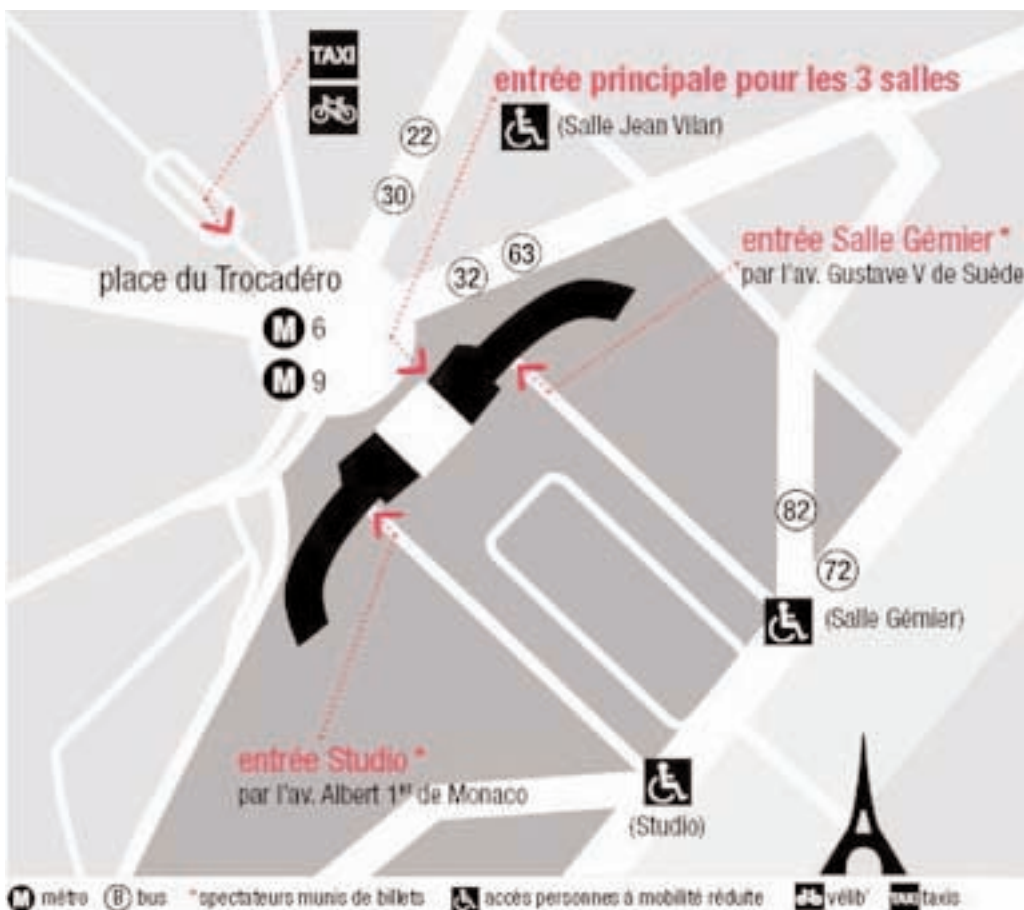 TAXI
entrée principale pour les 3 salles
(Salle Jean Vilar)
22
30
63
32
entrée Salle Gémier *
par l'av. Gustave V de Suède
place du Trocadéro
M 6
M 9
82
72
(Salle Gémier)
entrée Studio *
par l'av. Albert 1er de Monaco
(Studio)
M métro B bus *spectateurs munis de billets accès personnes à mobilité réduite vélib' TAXI taxis